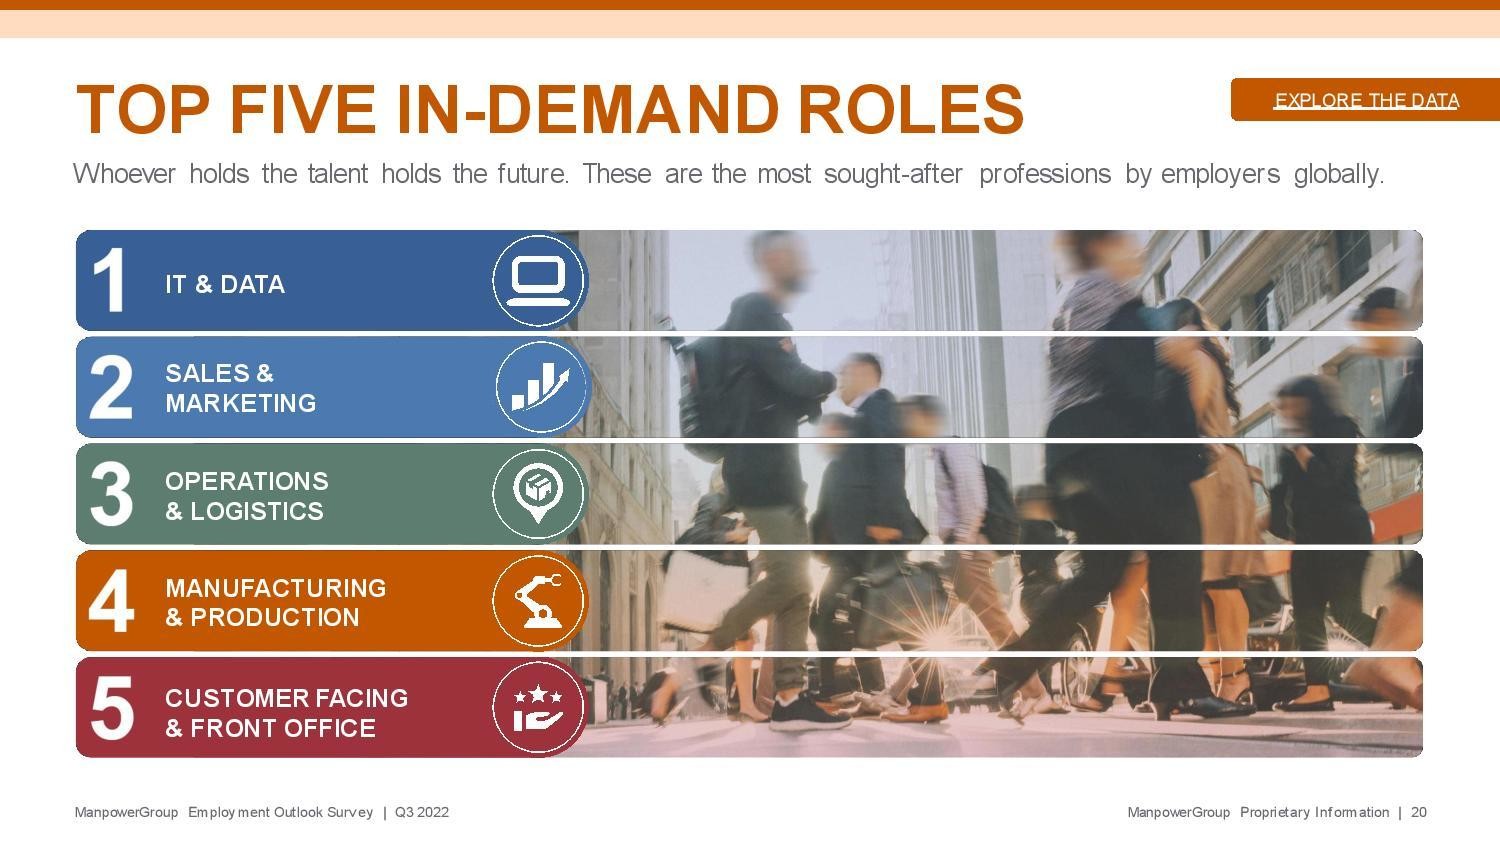 TOP FIVE IN-DEMAND ROLES
EXPLORE THE DATA
Whoever holds the talent holds the future. These are the most sought-after professions by employers globally.
1
IT & DATA
2
SALES &
MARKETING
3
OPERATIONS
& LOGISTICS
4
MANUFACTURING
& PRODUCTION
5
CUSTOMER FACING
& FRONT OFFICE
ManpowerGroup Employment Outlook Survey | Q3 2022
ManpowerGroup Proprietary Information | 20